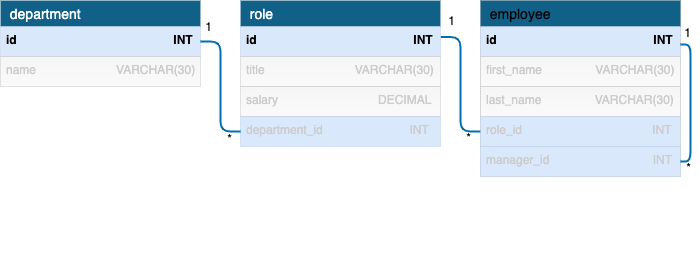 department
id INT
name VARCHAR(30)
1
*
role
id INT
title VARCHAR(30)
salary DECIMAL
department_id INT
1
*
employee
id INT
first_name VARCHAR(30)
last_name VARCHAR(30)
role_id INT
manager_id INT
1
*